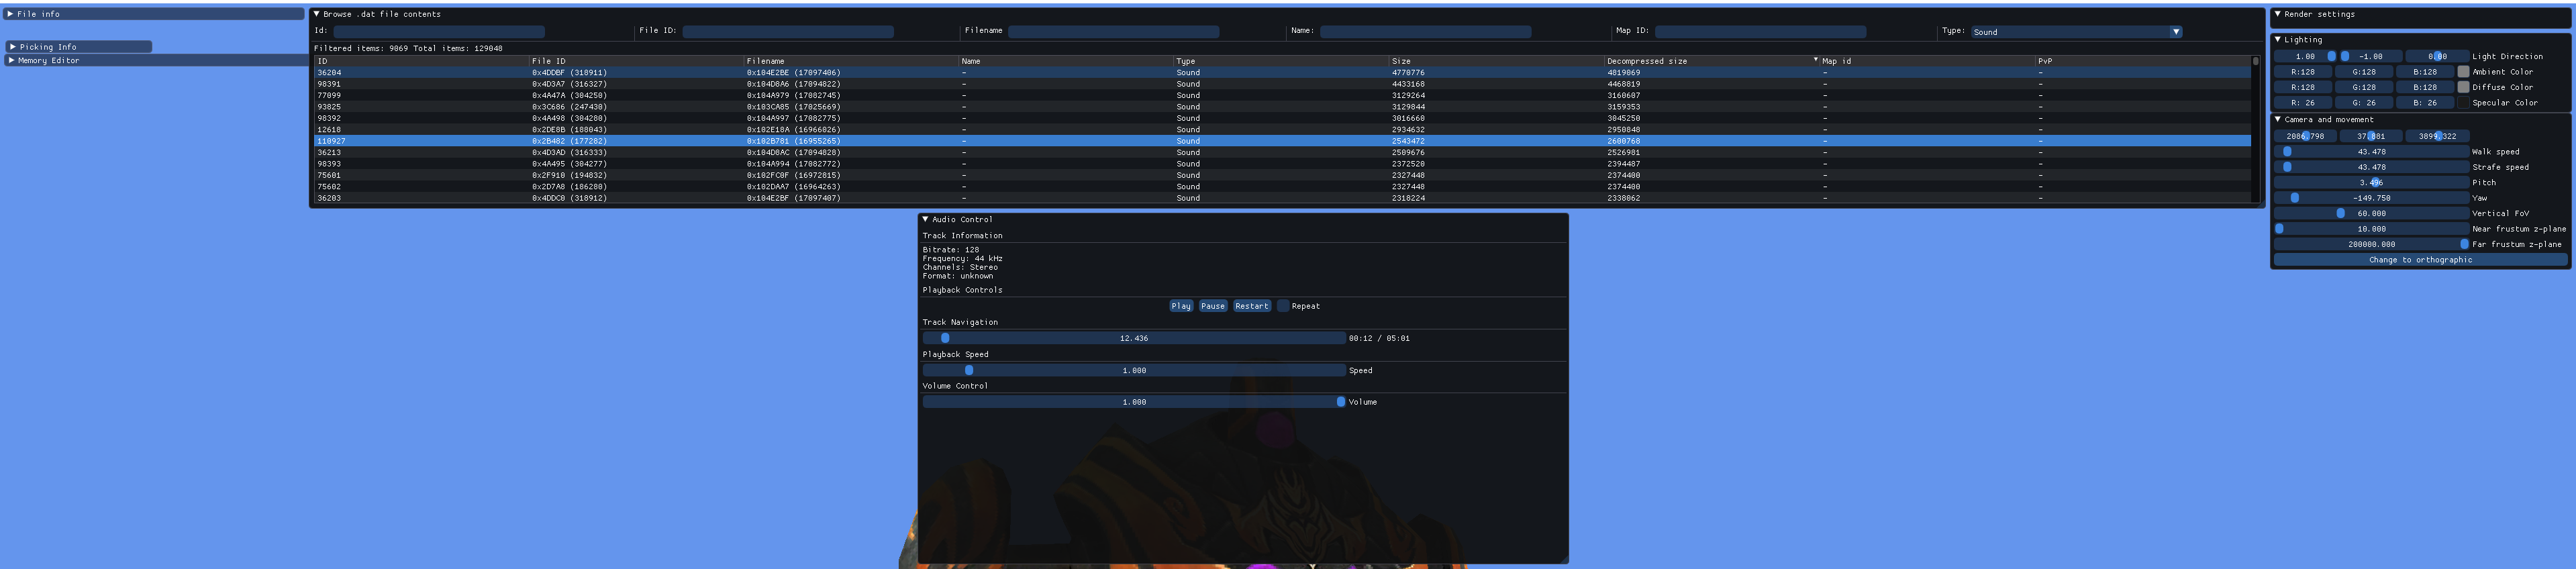 File info
Picking Info
Memory Editor
Browse .dat file contents
Id: File ID: Filename Name: Map ID: Type: Sound
Filtered items: 9069 Total items: 129048
ID File ID Filename Name Type Size Decompressed size Map id PvP
36204 0x4DDBF (318911) 0x104E2BE (17097406) – Sound 4770776 4819069 – –
98391 0x4D3A7 (316327) 0x104D8A6 (17094822) – Sound 4433168 4468819 – –
77099 0x4A47A (304250) 0x104A979 (17082745) – Sound 3129264 3160607 – –
93825 0x3C686 (247430) 0x103CA85 (17025669) – Sound 3129844 3159353 – –
98392 0x4A498 (304280) 0x104A997 (17082775) – Sound 3016660 3045250 – –
12618 0x2DE8B (188043) 0x102E18A (16966026) – Sound 2934632 2950848 – –
110927 0x2B482 (177282) 0x102B781 (16955265) – Sound 2543472 2600768 – –
36213 0x4D3AD (316333) 0x104D8AC (17094828) – Sound 2509676 2526981 – –
98393 0x4A495 (304277) 0x104A994 (17082772) – Sound 2372520 2394487 – –
75601 0x2F910 (194832) 0x102FC0F (16972815) – Sound 2327448 2374400 – –
75602 0x2D7A8 (186280) 0x102DAA7 (16964263) – Sound 2327448 2374400 – –
36203 0x4DDC0 (318912) 0x104E2BF (17097407) – Sound 2318224 2338062 – –
Audio Control
Track Information
Bitrate: 128
Frequency: 44 kHz
Channels: Stereo
Format: unknown
Playback Controls
Play Pause Restart Repeat
Track Navigation
12.436 00:12 / 05:01
Playback Speed
1.000 Speed
Volume Control
1.000 Volume
Render settings
Lighting
1.00 -1.00 0.00 Light Direction
R:128 G:128 B:128 Ambient Color
R:128 G:128 B:128 Diffuse Color
R: 26 G: 26 B: 26 Specular Color
Camera and movement
2086.798 37.881 3899.322
43.478 Walk speed
43.478 Strafe speed
3.496 Pitch
-149.750 Yaw
60.000 Vertical FoV
10.000 Near frustum z-plane
200000.000 Far frustum z-plane
Change to orthographic